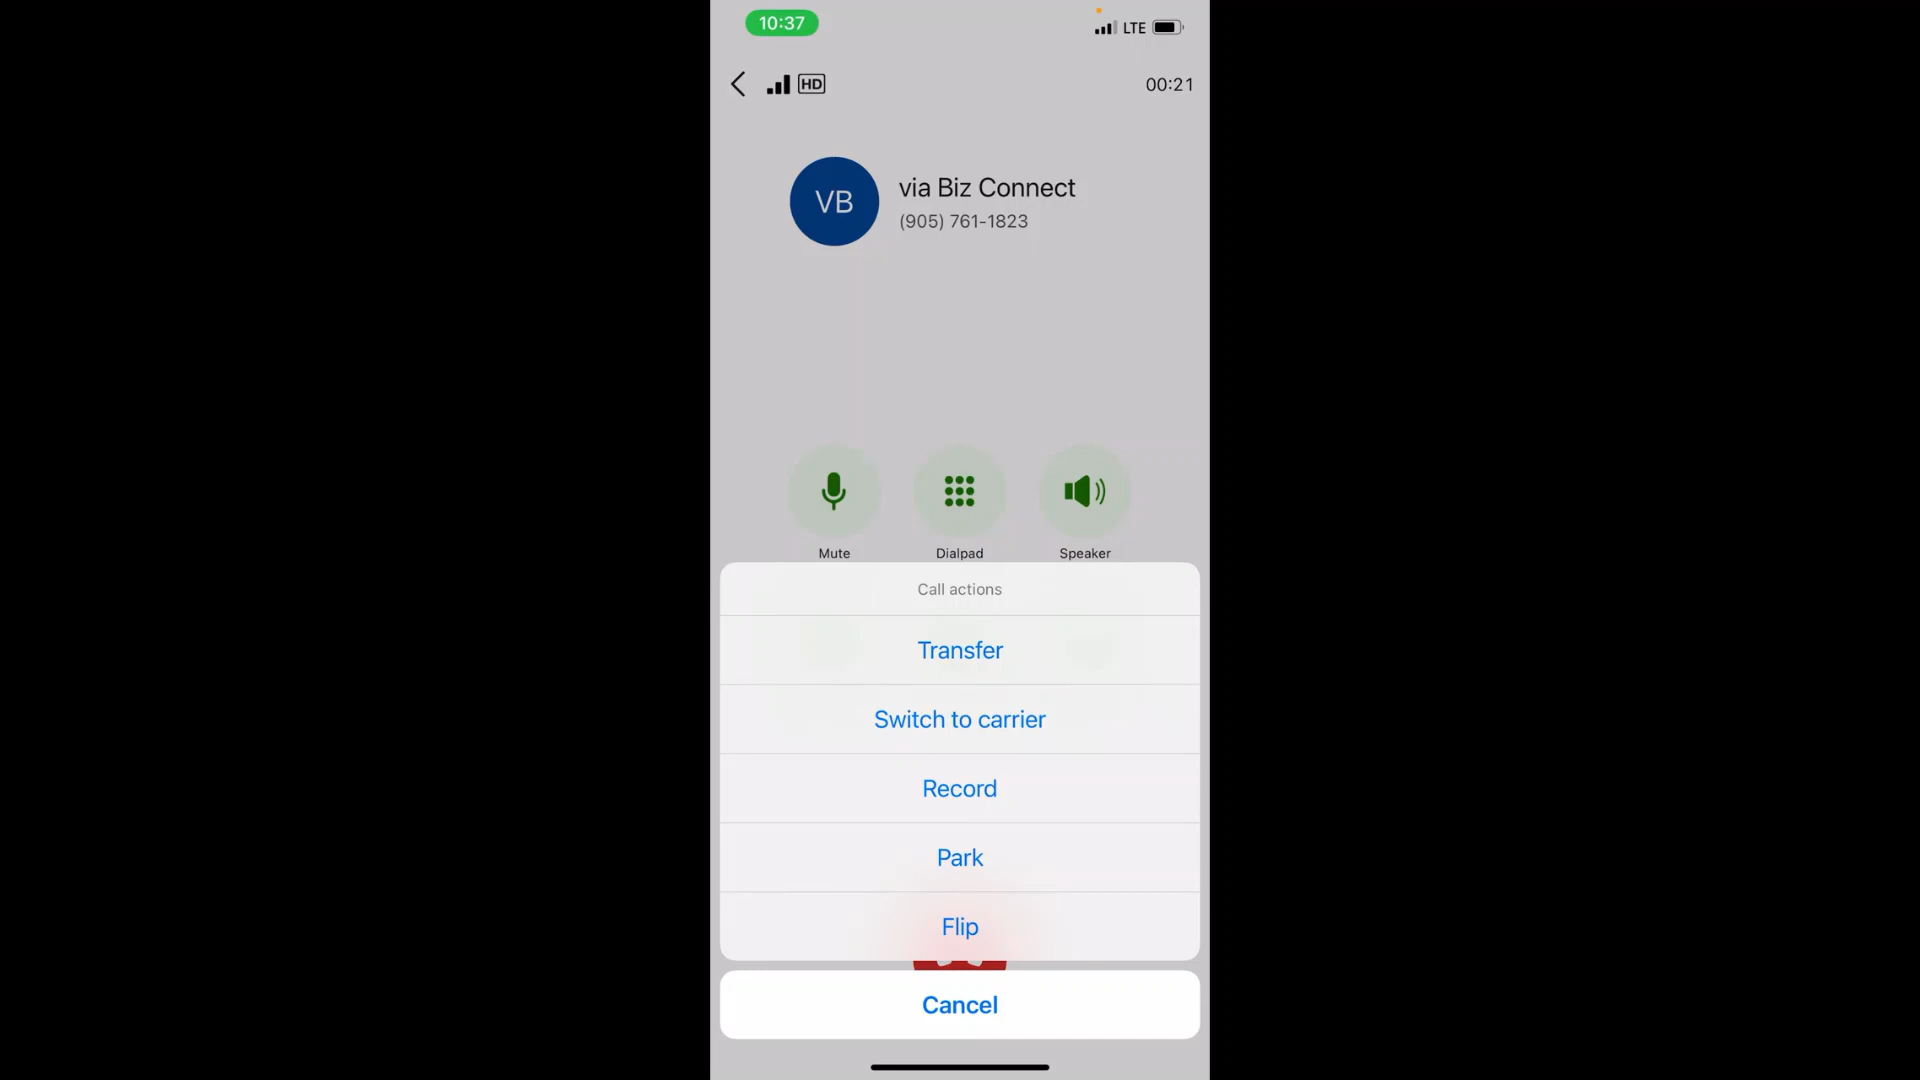 10:37
LTE
HD
00:21
VB
via Biz Connect
(905) 761-1823
Mute
Dialpad
Speaker
Call actions
Transfer
Switch to carrier
Record
Park
Flip
Cancel